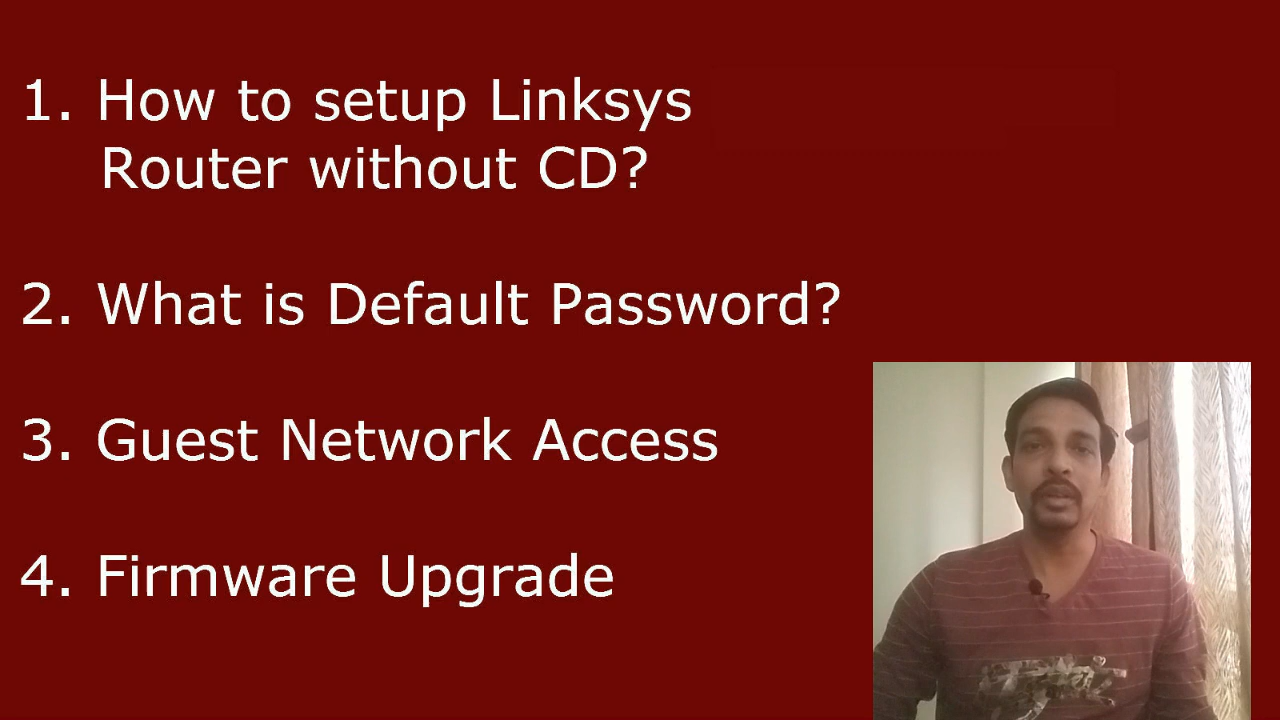 1. How to setup Linksys
Router without CD?
2. What is Default Password?
3. Guest Network Access
4. Firmware Upgrade